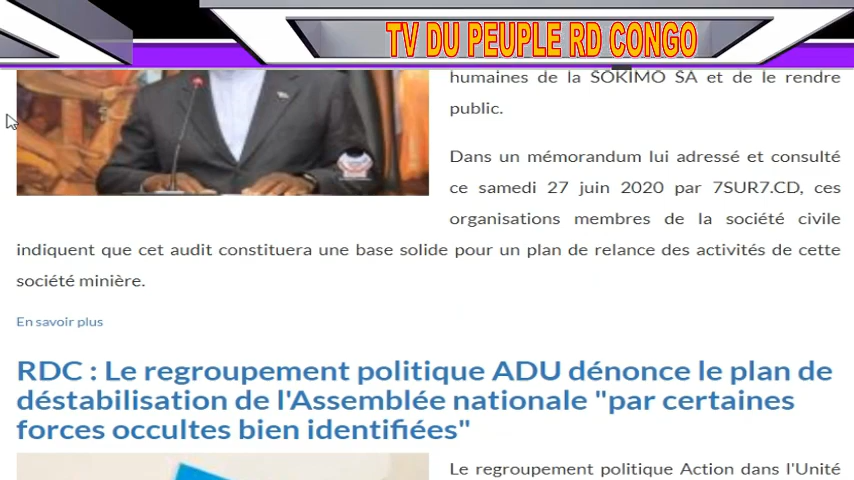 TV DU PEUPLE RD CONGO
humaines de la SOKIMO SA et de le rendre
public.
Dans un mémorandum lui adressé et consulté
ce samedi 27 juin 2020 par 7SUR7.CD, ces
organisations membres de la société civile
indiquent que cet audit constituera une base solide pour un plan de relance des activités de cette
société minière.
En savoir plus
RDC : Le regroupement politique ADU dénonce le plan de
déstabilisation de l'Assemblée nationale "par certaines
forces occultes bien identifiées"
Le regroupement politique Action dans l'Unité